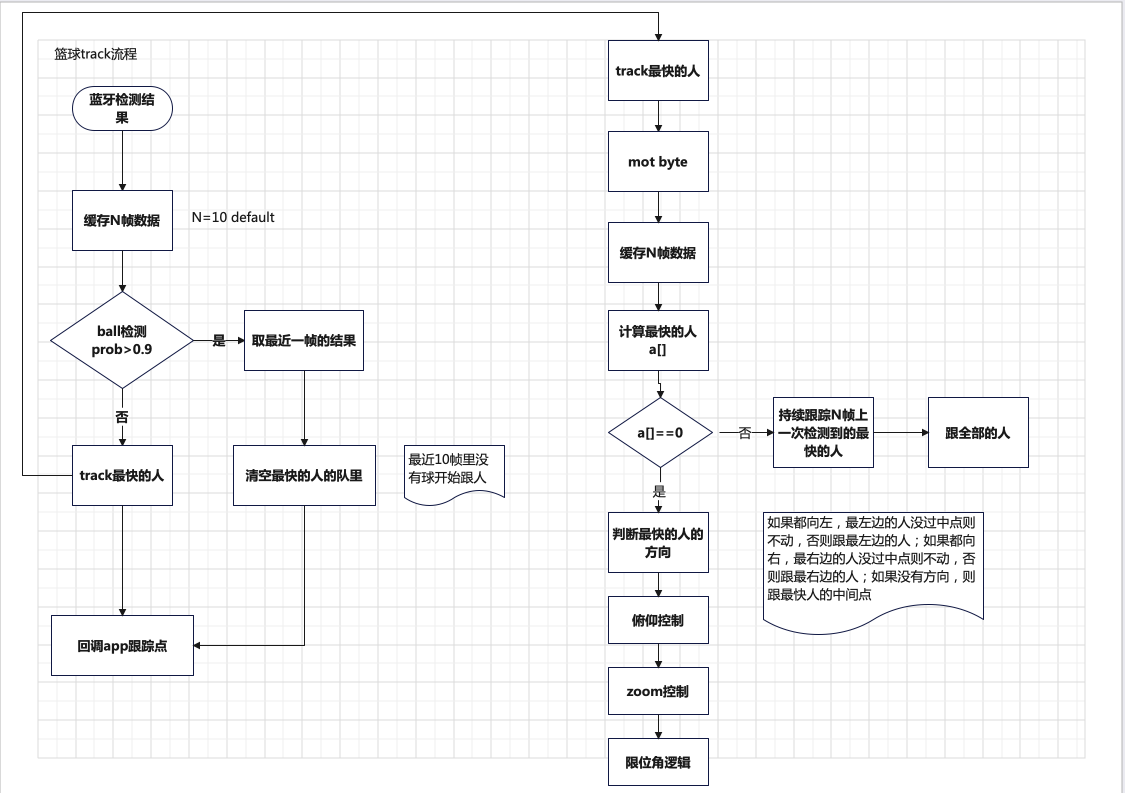 篮球track流程
蓝牙检测结
果
缓存N帧数据
N=10 default
ball检测
prob>0.9
是
取最近一帧的结果
否
track最快的人
清空最快的人的队里
最近10帧里没
有球开始跟人
回调app跟踪点
track最快的人
mot byte
缓存N帧数据
计算最快的人
a[]
a[]==0
否
持续跟踪N帧上
一次检测到的最
快的人
跟全部的人
是
判断最快的人的
方向
如果都向左，最左边的人没过中点则
不动，否则跟最左边的人；如果都向
右，最右边的人没过中点则不动，否
则跟最右边的人；如果没有方向，则
跟最快人的中间点
俯仰控制
zoom控制
限位角逻辑